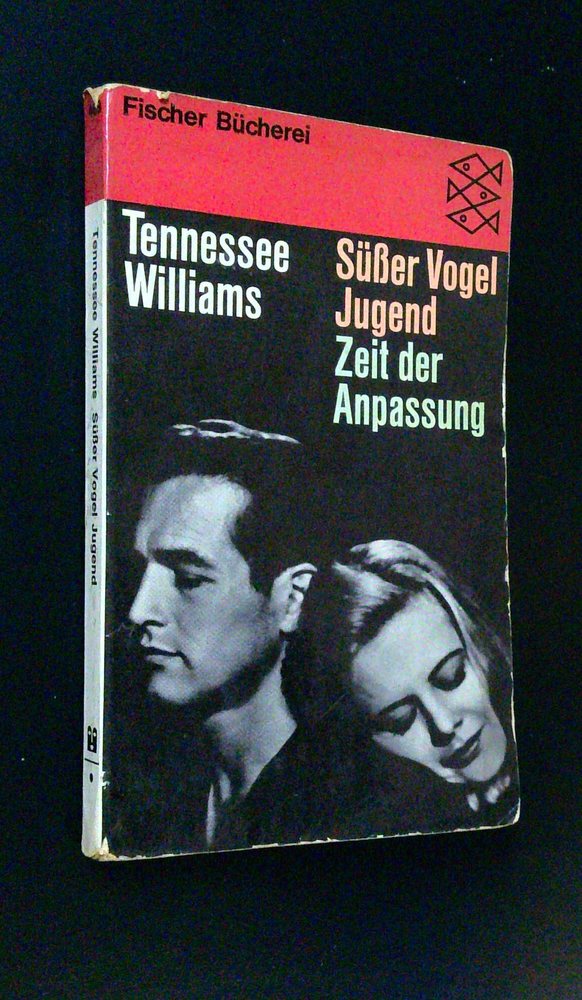 Fischer Bücherei
Tennessee
Williams
Süßer Vogel
Jugend
Zeit der
Anpassung
Tennessee Williams Süßer Vogel Jugend